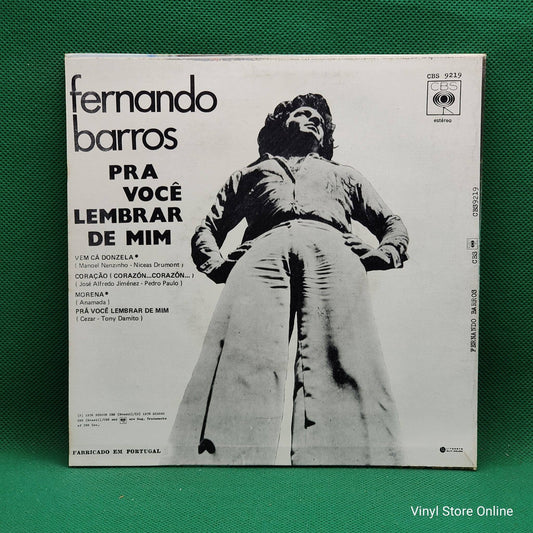 fernando
barros
PRA
VOCÊ
LEMBRAR
DE MIM
VEM CÁ DONZELA
( Manoel Nenzinho - Niceas Drumont )
CORAÇÃO ( CORAZÓN...CORAZÓN... )
( José Alfredo Jiménez - Pedro Paulo )
MORENA
( Anamada )
PRÁ VOCÊ LEMBRAR DE MIM
( Cezar - Tony Damito )
FABRICADO EM PORTUGAL
CBS 9219
CBS
estéreo
FERNANDO BARROS CBS CBS9219
Vinyl Store Online